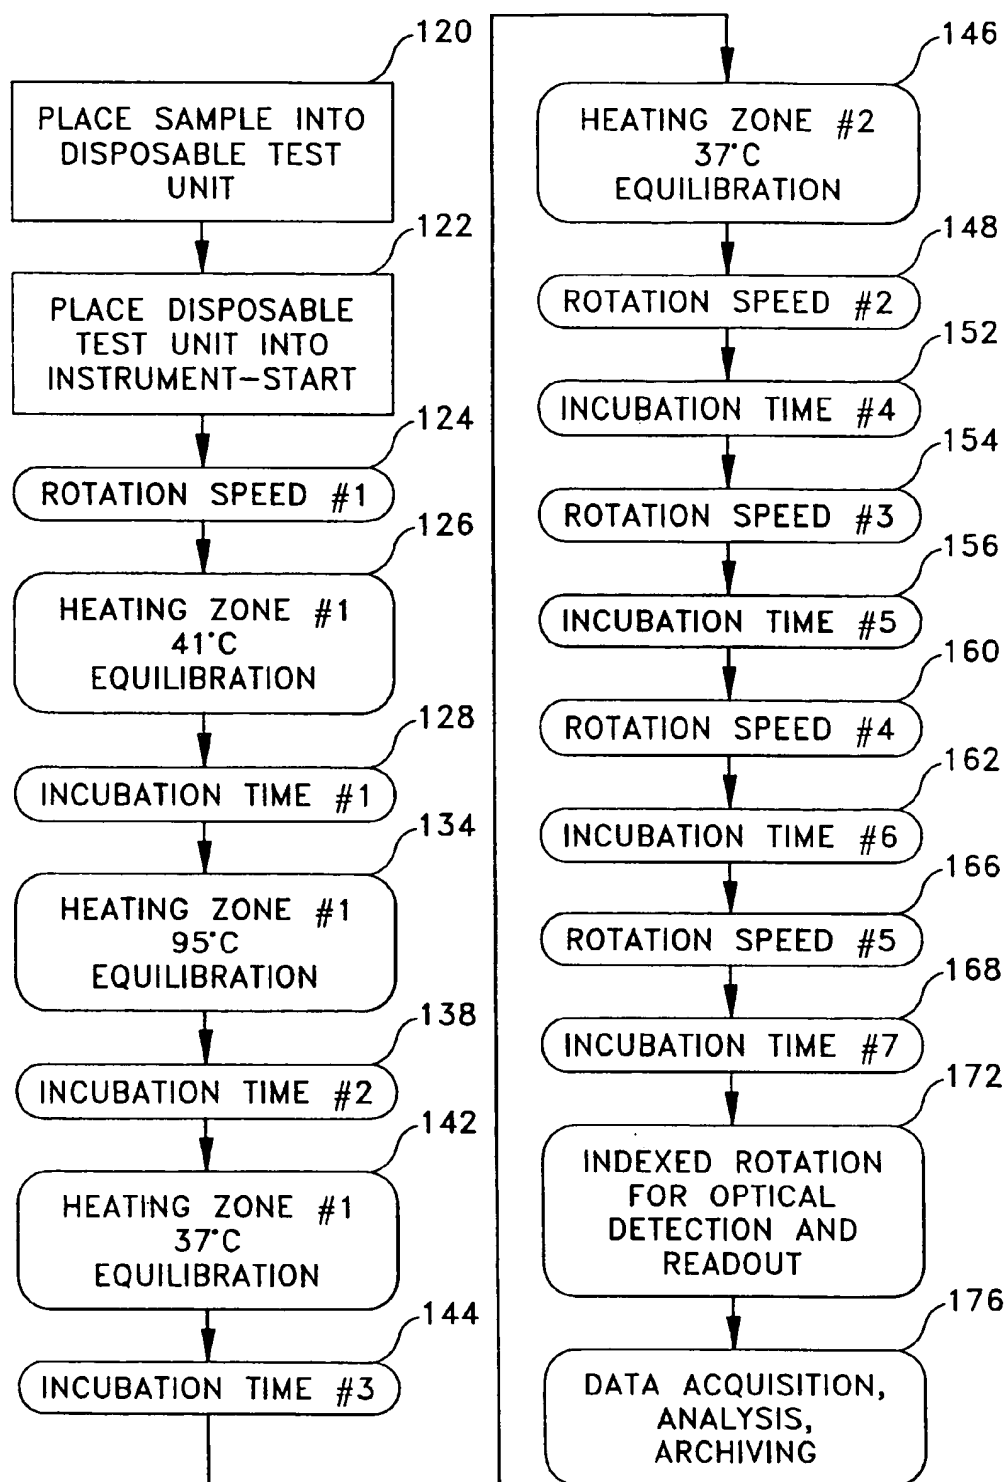 120
PLACE SAMPLE INTO
DISPOSABLE TEST
UNIT
122
PLACE DISPOSABLE
TEST UNIT INTO
INSTRUMENT-START
124
ROTATION SPEED #1
126
HEATING ZONE #1
41°C
EQUILIBRATION
128
INCUBATION TIME #1
134
HEATING ZONE #1
95°C
EQUILIBRATION
138
INCUBATION TIME #2
142
HEATING ZONE #1
37°C
EQUILIBRATION
144
INCUBATION TIME #3
146
HEATING ZONE #2
37°C
EQUILIBRATION
148
ROTATION SPEED #2
152
INCUBATION TIME #4
154
ROTATION SPEED #3
156
INCUBATION TIME #5
160
ROTATION SPEED #4
162
INCUBATION TIME #6
166
ROTATION SPEED #5
168
INCUBATION TIME #7
172
INDEXED ROTATION
FOR OPTICAL
DETECTION AND
READOUT
176
DATA ACQUISITION,
ANALYSIS,
ARCHIVING